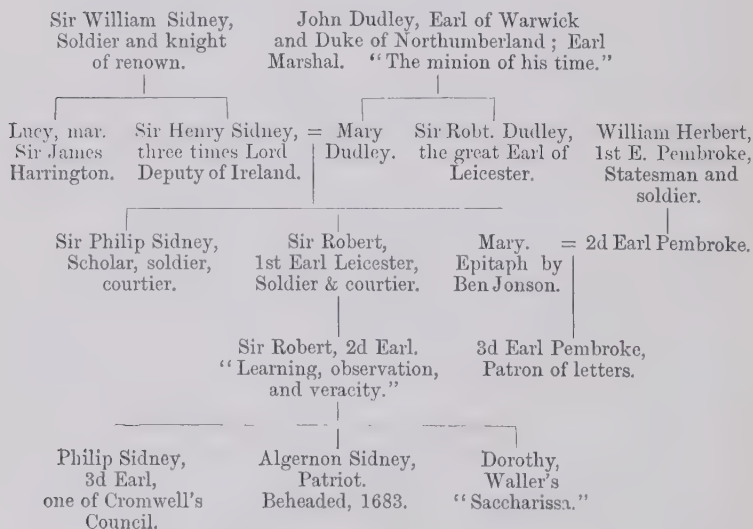 Sir William Sidney,
Soldier and knight
of renown.
John Dudley, Earl of Warwick
and Duke of Northumberland ; Earl
Marshal. “The minion of his time.”
Lucy, mar.
Sir James
Harrington.
Sir Henry Sidney,
three times Lord
Deputy of Ireland.
=
Mary
Dudley.
Sir Robt. Dudley,
the great Earl of
Leicester.
William Herbert,
1st E. Pembroke,
Statesman and
soldier.
Sir Philip Sidney,
Scholar, soldier,
courtier.
Sir Robert,
1st Earl Leicester,
Soldier & courtier.
Mary.
Epitaph by
Ben Jonson.
= 2d Earl Pembroke.
Sir Robert, 2d Earl.
“ Learning, observation,
and veracity.”
3d Earl Pembroke,
Patron of letters.
Philip Sidney,
3d Earl,
one of Cromwell's
Council.
Algernon Sidney,
Patriot.
Beheaded, 1683.
Dorothy,
Waller's
“ Saccharissa.”